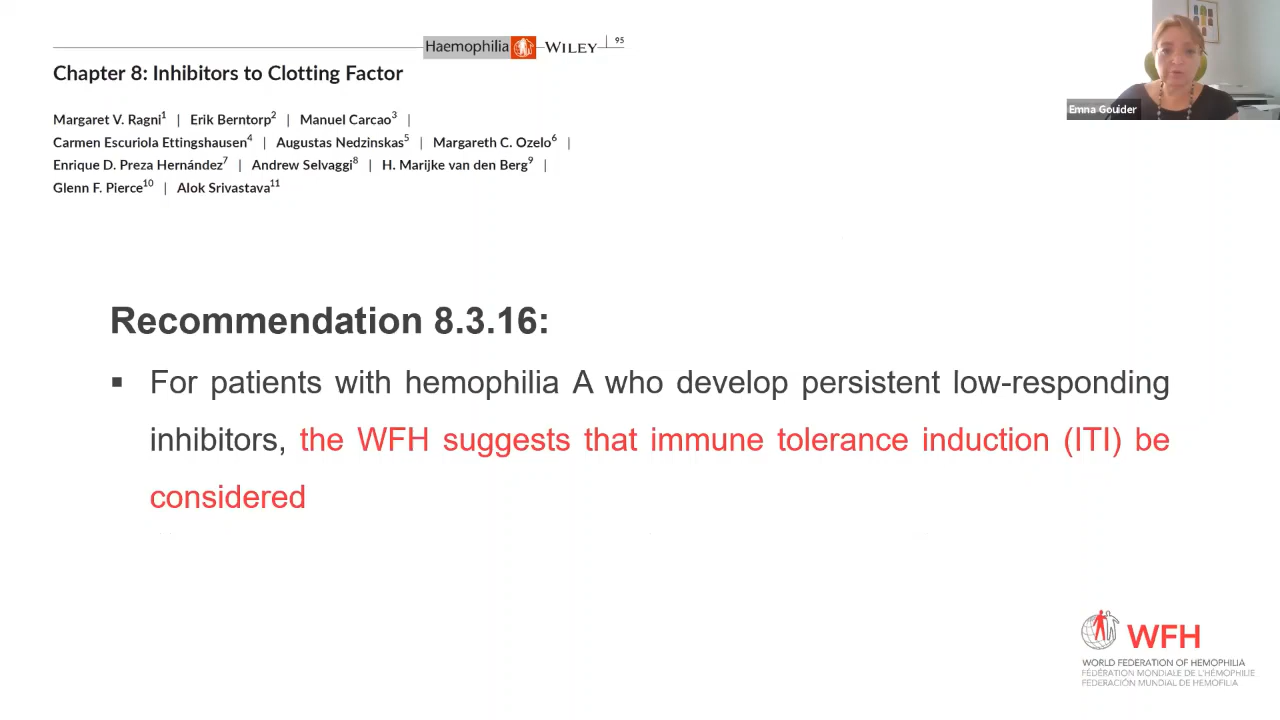 Haemophilia WILEY 95
Chapter 8: Inhibitors to Clotting Factor
Margaret V. Ragni1 | Erik Berntorp2 | Manuel Carcao3 |
Carmen Escuriola Ettingshausen4 | Augustas Nedzinskas5 | Margareth C. Ozelo6 |
Enrique D. Preza Hernández7 | Andrew Selvaggi8 | H. Marijke van den Berg9 |
Glenn F. Pierce10 | Alok Srivastava11
Emna Gouider
Recommendation 8.3.16:
▪ For patients with hemophilia A who develop persistent low-responding
inhibitors, the WFH suggests that immune tolerance induction (ITI) be
considered
WFH
WORLD FEDERATION OF HEMOPHILIA
FÉDÉRATION MONDIALE DE L'HÉMOPHILIE
FEDERACIÓN MUNDIAL DE HEMOFILIA